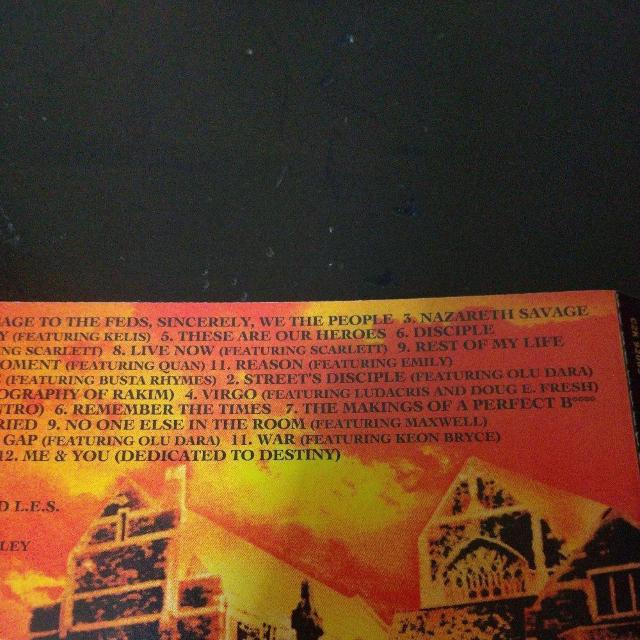 AGE TO THE FEDS, SINCERELY, WE THE PEOPLE 3. NAZARETH SAVAGE
Y (FEATURING KELIS) 5. THESE ARE OUR HEROES 6. DISCIPLE
NG SCARLETT) 8. LIVE NOW (FEATURING SCARLETT) 9. REST OF MY LIFE
OMENT (FEATURING QUAN) 11. REASON (FEATURING EMILY)
(FEATURING BUSTA RHYMES) 2. STREET'S DISCIPLE (FEATURING OLU DARA)
OGRAPHY OF RAKIM) 4. VIRGO (FEATURING LUDACRIS AND DOUG E. FRESH)
TRO) 6. REMEMBER THE TIMES 7. THE MAKINGS OF A PERFECT B°°°°
RIED 9. NO ONE ELSE IN THE ROOM (FEATURING MAXWELL)
GAP (FEATURING OLU DARA) 11. WAR (FEATURING KEON BRYCE)
12. ME & YOU (DEDICATED TO DESTINY)
D L.E.S.
LEY